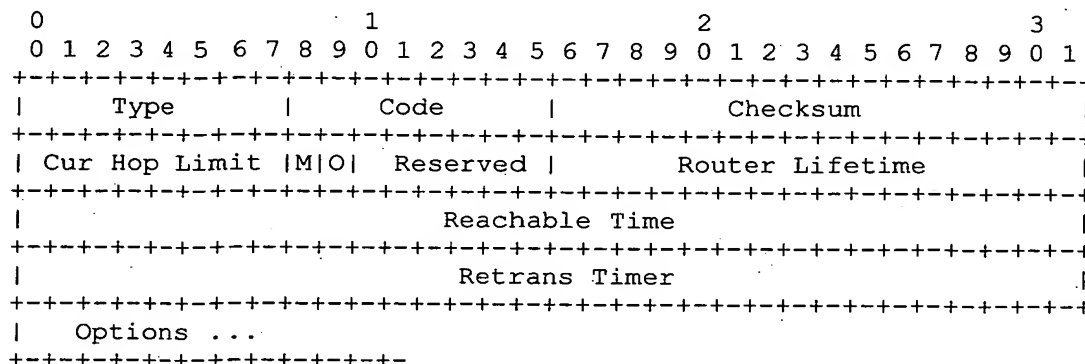 0                   1                   2                   3
0 1 2 3 4 5 6 7 8 9 0 1 2 3 4 5 6 7 8 9 0 1 2 3 4 5 6 7 8 9 0 1
+-+-+-+-+-+-+-+-+-+-+-+-+-+-+-+-+-+-+-+-+-+-+-+-+-+-+-+-+-+-+-+-+
|     Type      |     Code      |          Checksum             |
+-+-+-+-+-+-+-+-+-+-+-+-+-+-+-+-+-+-+-+-+-+-+-+-+-+-+-+-+-+-+-+-+
| Cur Hop Limit |M|O|  Reserved |       Router Lifetime         |
+-+-+-+-+-+-+-+-+-+-+-+-+-+-+-+-+-+-+-+-+-+-+-+-+-+-+-+-+-+-+-+-+
|                         Reachable Time                        |
+-+-+-+-+-+-+-+-+-+-+-+-+-+-+-+-+-+-+-+-+-+-+-+-+-+-+-+-+-+-+-+-+
|                          Retrans Timer                        |
+-+-+-+-+-+-+-+-+-+-+-+-+-+-+-+-+-+-+-+-+-+-+-+-+-+-+-+-+-+-+-+-+
|   Options ...
+-+-+-+-+-+-+-+-+-+-+-+-